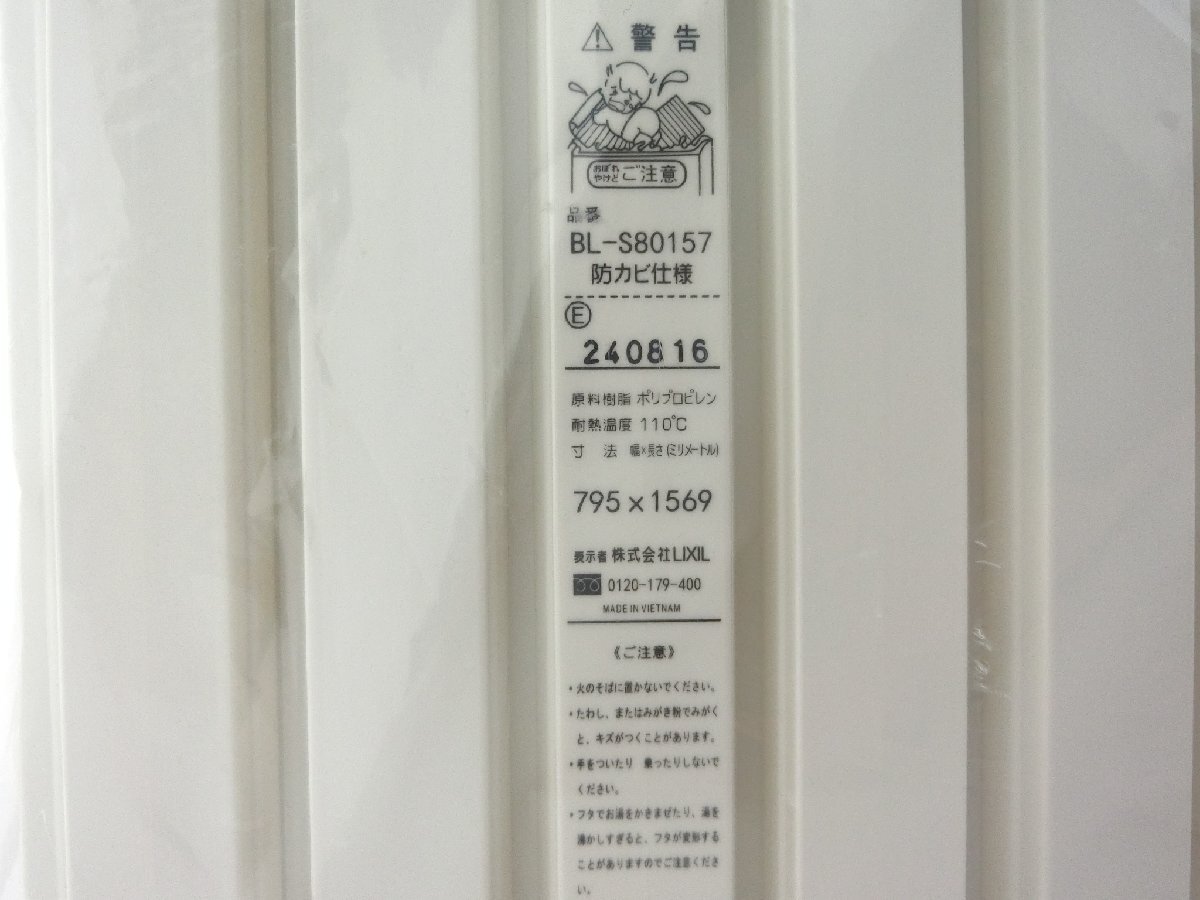 ⚠ 警告
おぼれ
やけど ご注意
品番
BL-S80157
防カビ仕様
Ⓔ
240816
原料樹脂 ポリプロピレン
耐熱温度 110℃
寸 法 幅×長さ(ミリメートル)
795×1569
表示者 株式会社LIXIL
0120-179-400
MADE IN VIETNAM
《ご注意》
・火のそばに置かないでください。
・たわし、またはみがき粉でみがく
と、キズがつくことがあります。
・手をついたり 乗ったりしないで
ください。
・フタでお湯をかきまぜたり、湯を
沸かしすぎると、フタが変形する
ことがありますのでご注意くださ
い。